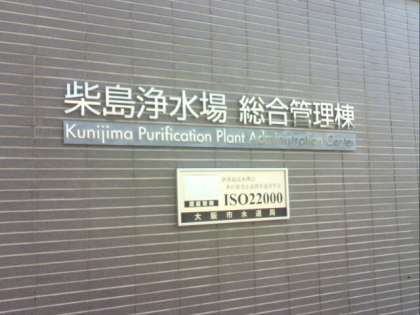 柴島浄水場 総合管理棟
Kunijima Purification Plant Administration Center
ISO22000
大阪市水道局